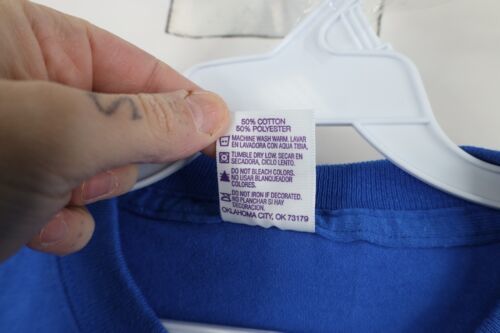 50% COTTON
50% POLYESTER
MACHINE WASH WARM. LAVAR
EN LAVADORA CON AQUA TIBIA.
TUMBLE DRY LOW. SECAR EN
SECADORA, CICLO LENTO.
DO NOT BLEACH COLORS.
NO USAR BLANQUEADOR
COLORES.
DO NOT IRON IF DECORATED.
NO PLANCHAR SI HAY
DECORACION.
OKLAHOMA CITY, OK 73179